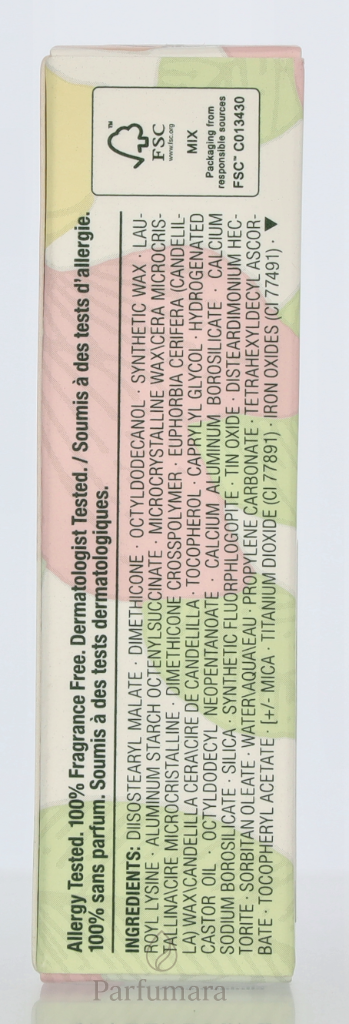 Allergy Tested. 100% Fragrance Free. Dermatologist Tested. / Soumis à des tests d'allergie.
100% sans parfum. Soumis à des tests dermatologiques.
INGREDIENTS: DIISOSTEARYL MALATE · DIMETHICONE · OCTYLDODECANOL · SYNTHETIC WAX · LAU-
ROYL LYSINE · ALUMINUM STARCH OCTENYLSUCCINATE · MICROCRYSTALLINE WAX\CERA MICROCRIS-
TALLINA\CIRE MICROCRISTALLINE · DIMETHICONE CROSSPOLYMER · EUPHORBIA CERIFERA (CANDELIL-
LA) WAX\CANDELILLA CERA\CIRE DE CANDELILLA · TOCOPHEROL · CAPRYLYL GLYCOL · HYDROGENATED
CASTOR OIL · OCTYLDODECYL NEOPENTANOATE · CALCIUM ALUMINUM BOROSILICATE · CALCIUM
SODIUM BOROSILICATE · SILICA · SYNTHETIC FLUORPHLOGOPITE · TIN OXIDE · DISTEARDIMONIUM HEC-
TORITE · SORBITAN OLEATE · WATER\AQUA\EAU · PROPYLENE CARBONATE · TETRAHEXYLDECYL ASCOR-
BATE · TOCOPHERYL ACETATE · [+/- MICA · TITANIUM DIOXIDE (CI 77891) · IRON OXIDES (CI 77491) · ▼
™
FSC
www.fsc.org
MIX
Packaging from
responsible sources
FSC™ C013430
Parfumara